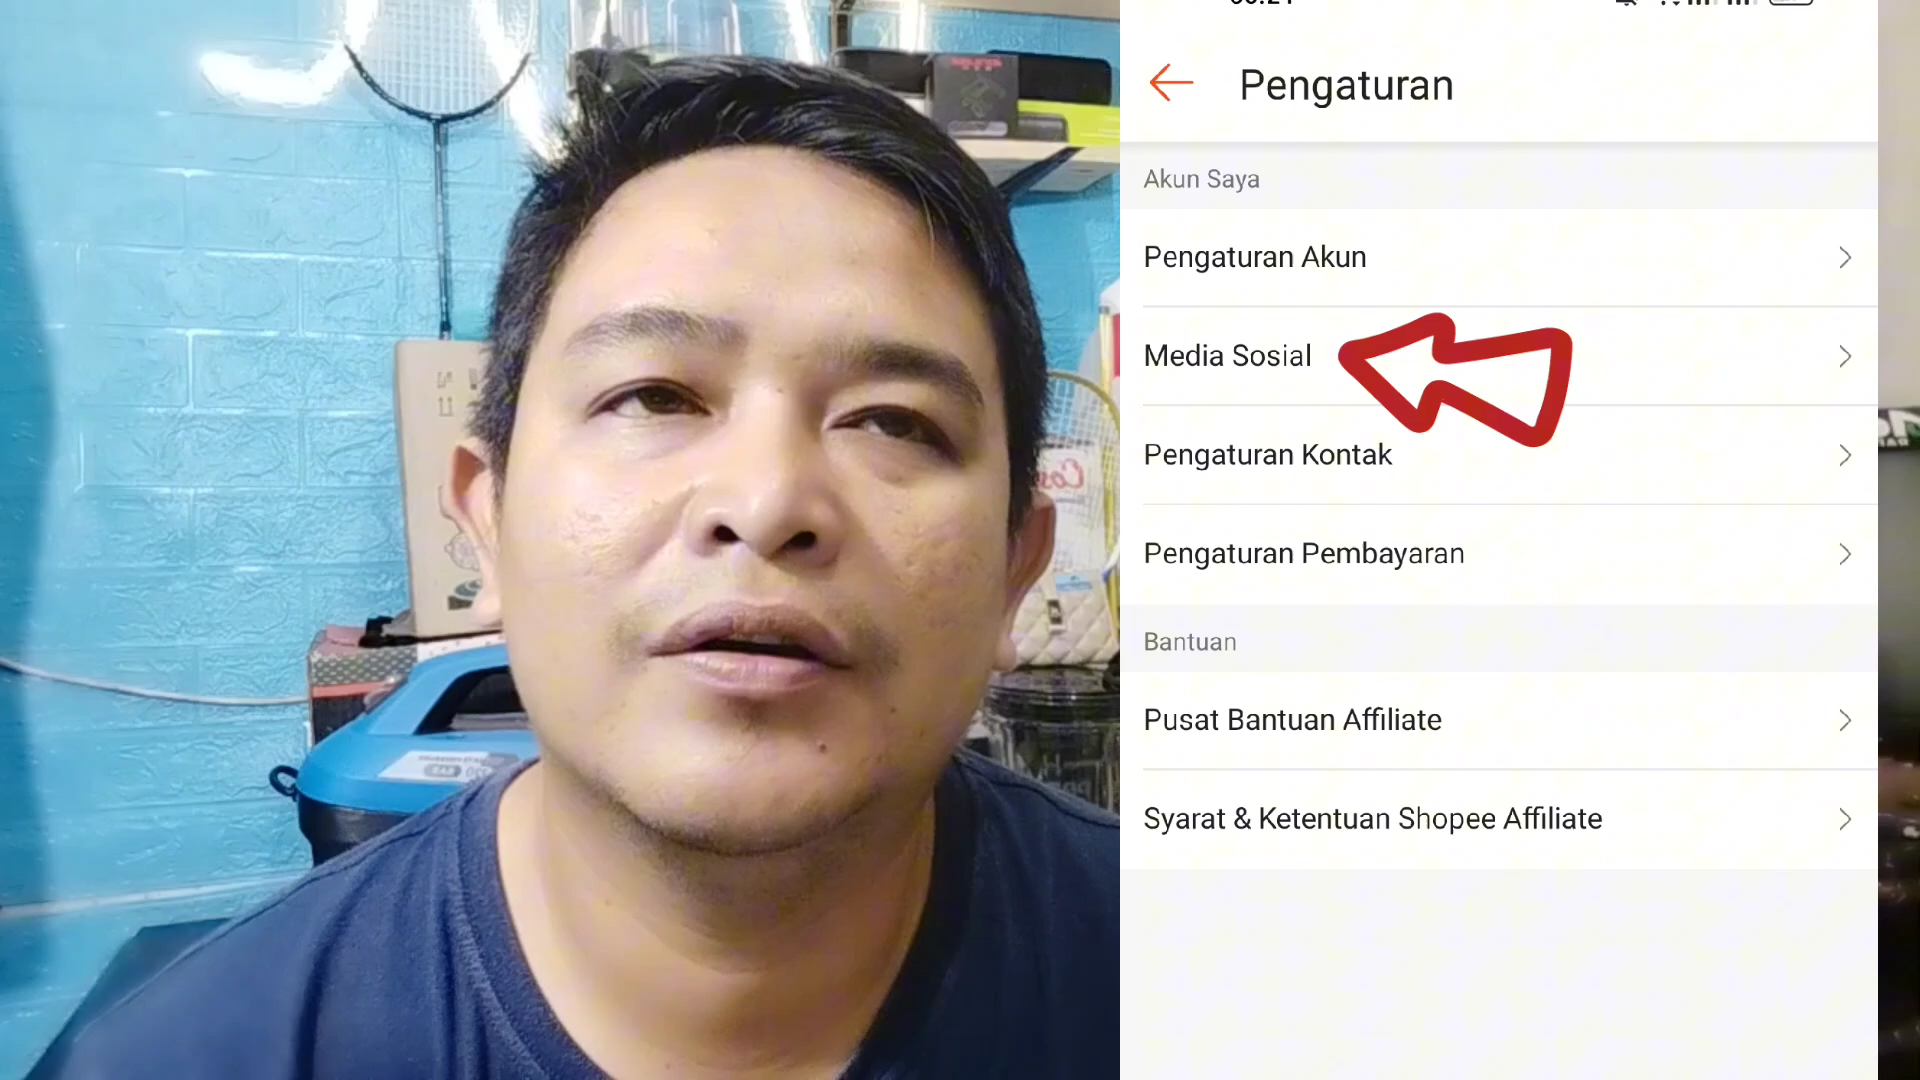 Pengaturan
Akun Saya
Pengaturan Akun
Media Sosial
Pengaturan Kontak
Pengaturan Pembayaran
Bantuan
Pusat Bantuan Affiliate
Syarat & Ketentuan Shopee Affiliate